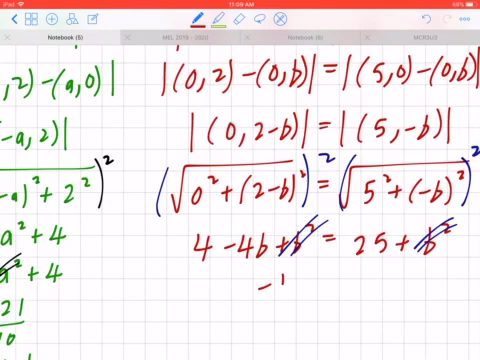 iPad
11:09 AM
69%
Notebook (5)
MEL 2019 - 2020
Notebook (6)
MCR3U3
, 2) - (a, 0) |
|(0, 2) - (0, b)| = |(5, 0) - (0, b)|
-a, 2) |
|(0, 2-b)| = |(5, -b)|
-a)² + 2²)²
(√0² + (2-b)²)² = (√5² + (-b)²)²
a² + 4
4 - 4b + b² = 25 + b²
a² + 4
-1
21
10